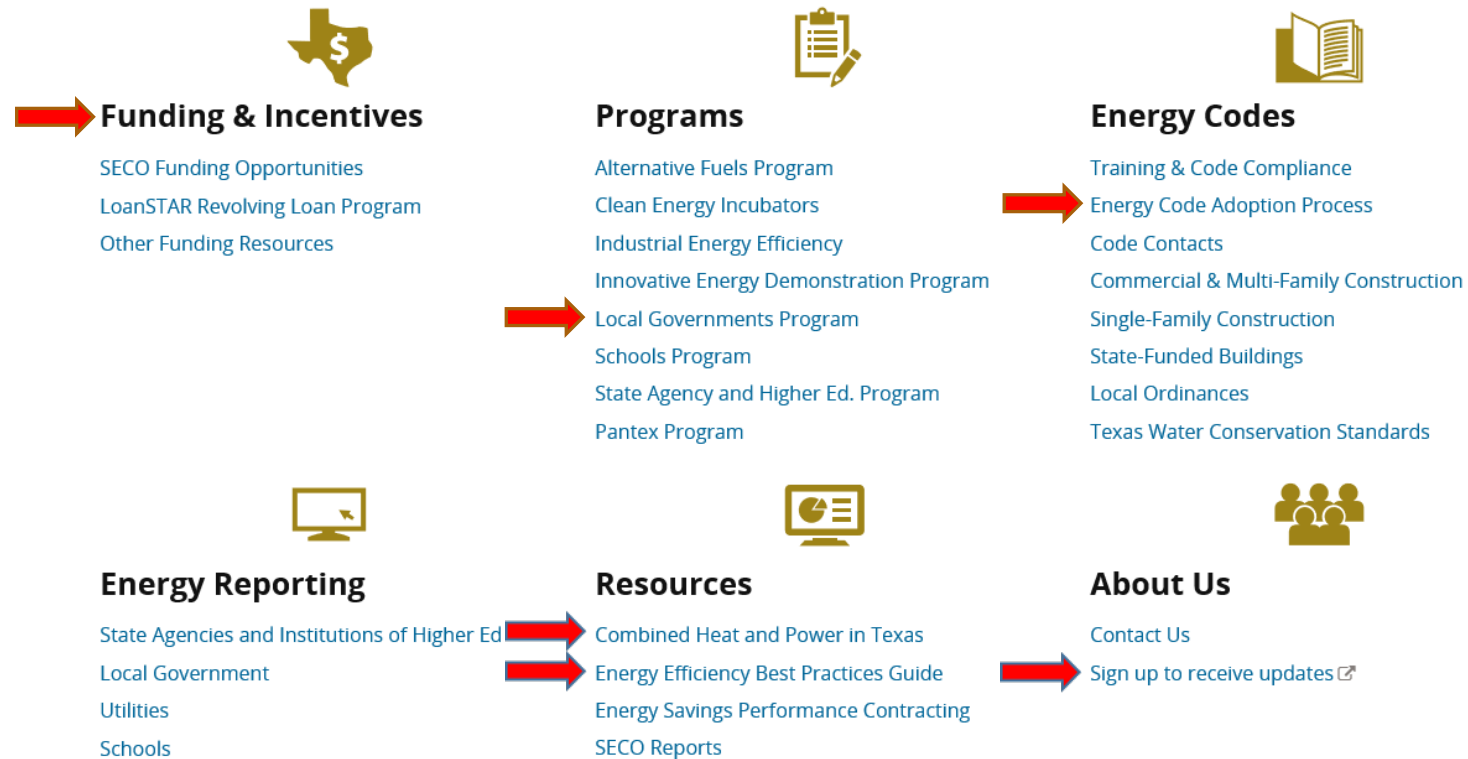 $
Funding & Incentives
SECO Funding Opportunities
LoanSTAR Revolving Loan Program
Other Funding Resources
Programs
Alternative Fuels Program
Clean Energy Incubators
Industrial Energy Efficiency
Innovative Energy Demonstration Program
Local Governments Program
Schools Program
State Agency and Higher Ed. Program
Pantex Program
Energy Codes
Training & Code Compliance
Energy Code Adoption Process
Code Contacts
Commercial & Multi-Family Construction
Single-Family Construction
State-Funded Buildings
Local Ordinances
Texas Water Conservation Standards
Energy Reporting
State Agencies and Institutions of Higher Ed
Local Government
Utilities
Schools
Resources
Combined Heat and Power in Texas
Energy Efficiency Best Practices Guide
Energy Savings Performance Contracting
SECO Reports
About Us
Contact Us
Sign up to receive updates